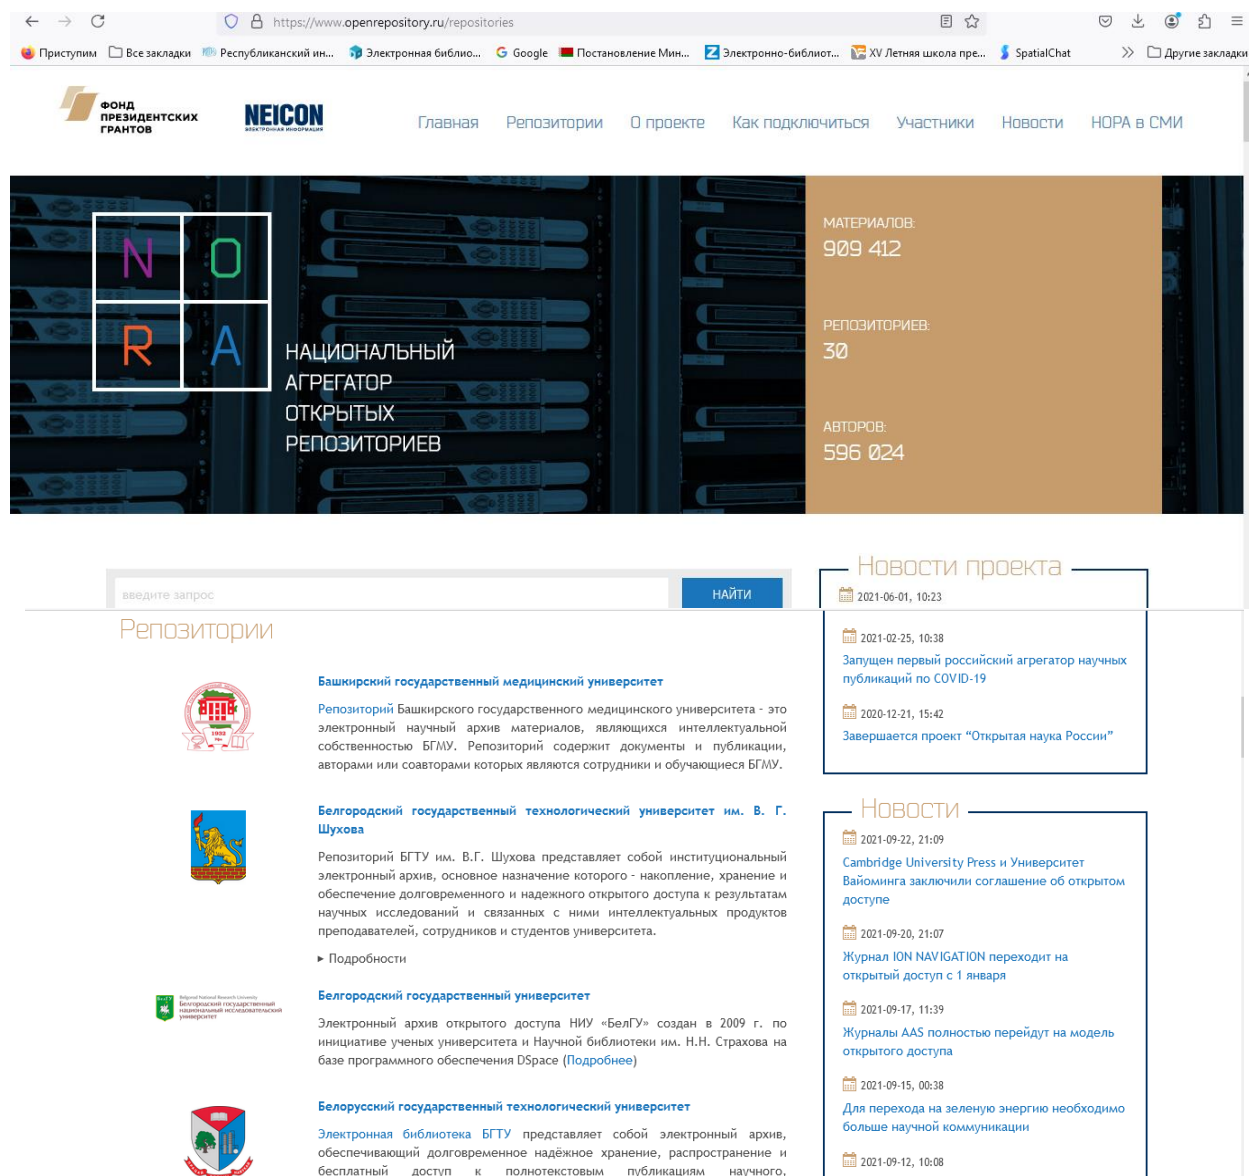 https://www.openrepository.ru/repositories
Приступим Все закладки Республиканский ин... Электронная библио... Google Постановление Мин... Электронно-библиот... XV Летняя школа пре... SpatialChat Другие закладки
ФОНД
ПРЕЗИДЕНТСКИХ
ГРАНТОВ
NEICON
ЭЛЕКТРОННАЯ ИНФОРМАЦИЯ
Главная Репозитории О проекте Как подключиться Участники Новости НОРА в СМИ
N O
R A
НАЦИОНАЛЬНЫЙ
АГРЕГАТОР
ОТКРЫТЫХ
РЕПОЗИТОРИЕВ
МАТЕРИАЛОВ:
909 412
РЕПОЗИТОРИЕВ:
30
АВТОРОВ:
596 024
введите запрос
НАЙТИ
Репозитории
1932
Башкирский государственный медицинский университет
Репозиторий Башкирского государственного медицинского университета - это
электронный научный архив материалов, являющихся интеллектуальной
собственностью БГМУ. Репозиторий содержит документы и публикации,
авторами или соавторами которых являются сотрудники и обучающиеся БГМУ.
Белгородский государственный технологический университет им. В. Г.
Шухова
Репозиторий БГТУ им. В.Г. Шухова представляет собой институциональный
электронный архив, основное назначение которого - накопление, хранение и
обеспечение долговременного и надежного открытого доступа к результатам
научных исследований и связанных с ними интеллектуальных продуктов
преподавателей, сотрудников и студентов университета.
Подробности
Belgorod National Research University
Белгородский государственный
национальный исследовательский
университет
Белгородский государственный университет
Электронный архив открытого доступа НИУ «БелГУ» создан в 2009 г. по
инициативе ученых университета и Научной библиотеки им. Н.Н. Страхова на
базе программного обеспечения DSpace (Подробнее)
Белорусский государственный технологический университет
Электронная библиотека БГТУ представляет собой электронный архив,
обеспечивающий долговременное надёжное хранение, распространение и
бесплатный доступ к полнотекстовым публикациям научного,
Новости проекта
2021-06-01, 10:23
2021-02-25, 10:38
Запущен первый российский агрегатор научных
публикаций по COVID-19
2020-12-21, 15:42
Завершается проект “Открытая наука России”
Новости
2021-09-22, 21:09
Cambridge University Press и Университет
Вайоминга заключили соглашение об открытом
доступе
2021-09-20, 21:07
Журнал ION NAVIGATION переходит на
открытый доступ с 1 января
2021-09-17, 11:39
Журналы AAS полностью перейдут на модель
открытого доступа
2021-09-15, 00:38
Для перехода на зеленую энергию необходимо
больше научной коммуникации
2021-09-12, 10:08